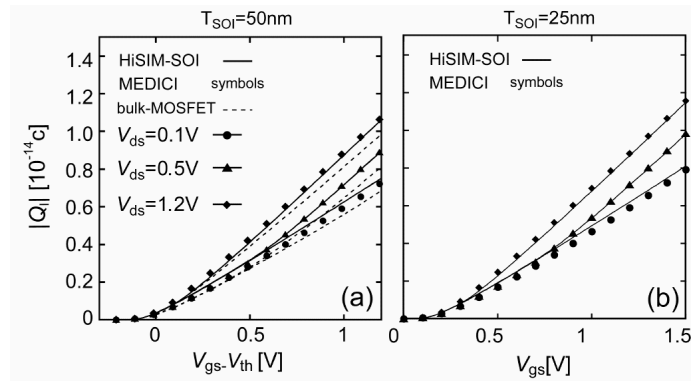 T_SOI=50nm
T_SOI=25nm
HiSIM-SOI
MEDICI symbols
bulk-MOSFET
V_ds=0.1V
V_ds=0.5V
V_ds=1.2V
|Q_i| [10^-14c]
1.4
1.2
1.0
0.8
0.6
0.4
0.2
0
(a)
0 0.5 1
V_gs-V_th [V]
HiSIM-SOI
MEDICI symbols
(b)
0 0.5 1.0 1.5
V_gs[V]